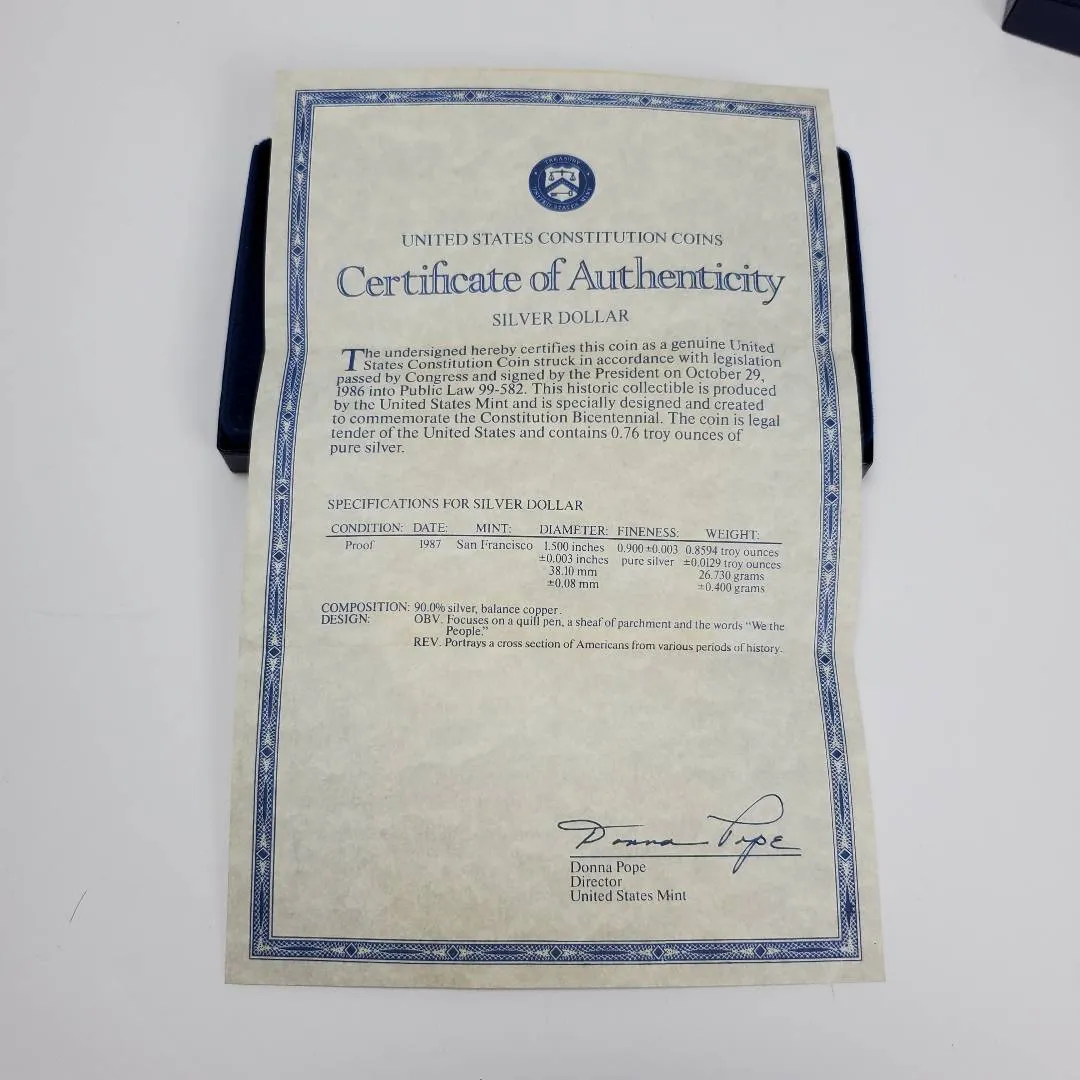 TREASURY
UNITED STATES MINT
UNITED STATES CONSTITUTION COINS
Certificate of Authenticity
SILVER DOLLAR
The undersigned hereby certifies this coin as a genuine United
States Constitution Coin struck in accordance with legislation
passed by Congress and signed by the President on October 29,
1986 into Public Law 99-582. This historic collectible is produced
by the United States Mint and is specially designed and created
to commemorate the Constitution Bicentennial. The coin is legal
tender of the United States and contains 0.76 troy ounces of
pure silver.
SPECIFICATIONS FOR SILVER DOLLAR
CONDITION: DATE: MINT: DIAMETER: FINENESS: WEIGHT:
Proof 1987 San Francisco 1.500 inches 0.900 ±0.003 0.8594 troy ounces
±0.003 inches pure silver ±0.0129 troy ounces
38.10 mm 26.730 grams
±0.08 mm ±0.400 grams
COMPOSITION: 90.0% silver, balance copper.
DESIGN: OBV. Focuses on a quill pen, a sheaf of parchment and the words “We the
People.”
REV. Portrays a cross section of Americans from various periods of history.
Donna Pope
Donna Pope
Director
United States Mint